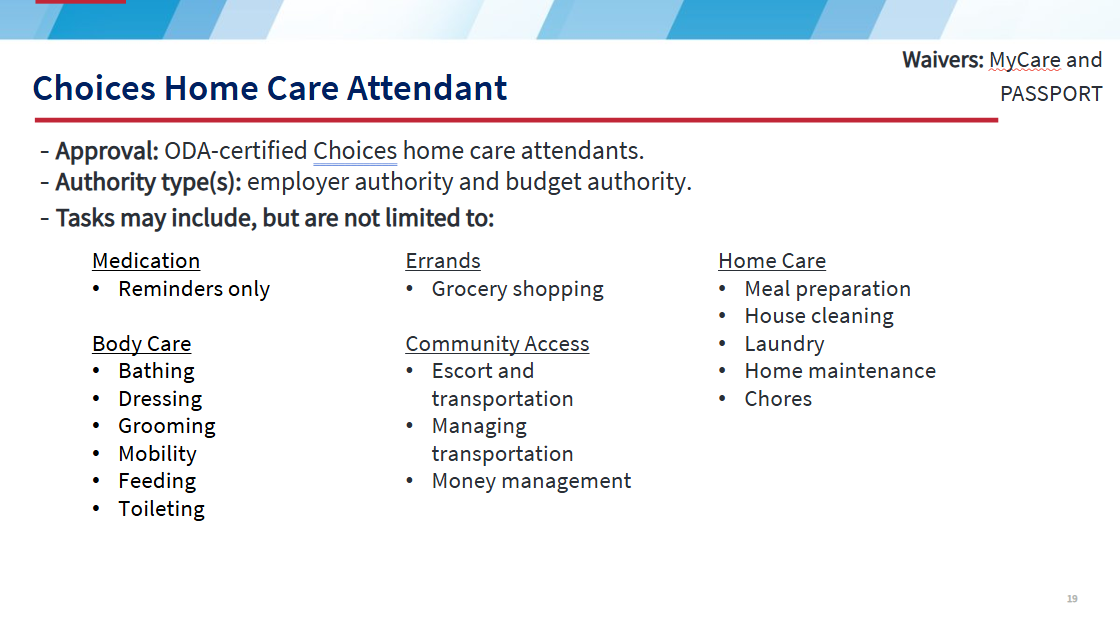 Waivers: MyCare and
PASSPORT
Choices Home Care Attendant
- Approval: ODA-certified Choices home care attendants.
- Authority type(s): employer authority and budget authority.
- Tasks may include, but are not limited to:
Medication
• Reminders only
Body Care
• Bathing
• Dressing
• Grooming
• Mobility
• Feeding
• Toileting
Errands
• Grocery shopping
Community Access
• Escort and
transportation
• Managing
transportation
• Money management
Home Care
• Meal preparation
• House cleaning
• Laundry
• Home maintenance
• Chores
19